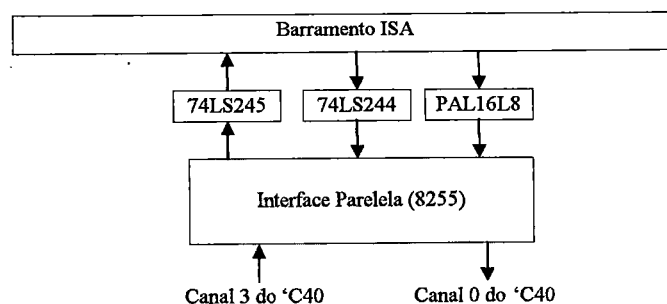 Barramento ISA
74LS245
74LS244
PAL16L8
Interface Parelela (8255)
Canal 3 do ‘C40
Canal 0 do ‘C40